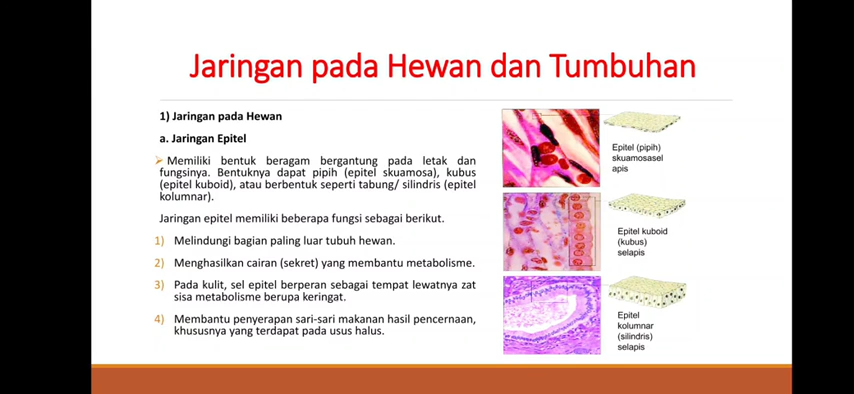 Jaringan pada Hewan dan Tumbuhan
1) Jaringan pada Hewan
a. Jaringan Epitel
Memiliki bentuk beragam bergantung pada letak dan
fungsinya. Bentuknya dapat pipih (epitel skuamosa), kubus
(epitel kuboid), atau berbentuk seperti tabung/ silindris (epitel
kolumnar).
Jaringan epitel memiliki beberapa fungsi sebagai berikut.
1) Melindungi bagian paling luar tubuh hewan.
2) Menghasilkan cairan (sekret) yang membantu metabolisme.
3) Pada kulit, sel epitel berperan sebagai tempat lewatnya zat
sisa metabolisme berupa keringat.
4) Membantu penyerapan sari-sari makanan hasil pencernaan,
khususnya yang terdapat pada usus halus.
Epitel (pipih)
skuamosasel
apis
Epitel kuboid
(kubus)
selapis
Epitel
kolumnar
(silindris)
selapis